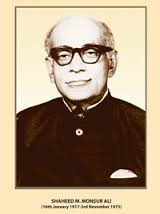 SHAHEED M. MONSUR ALI
(16th January 1917-3rd November 1975)